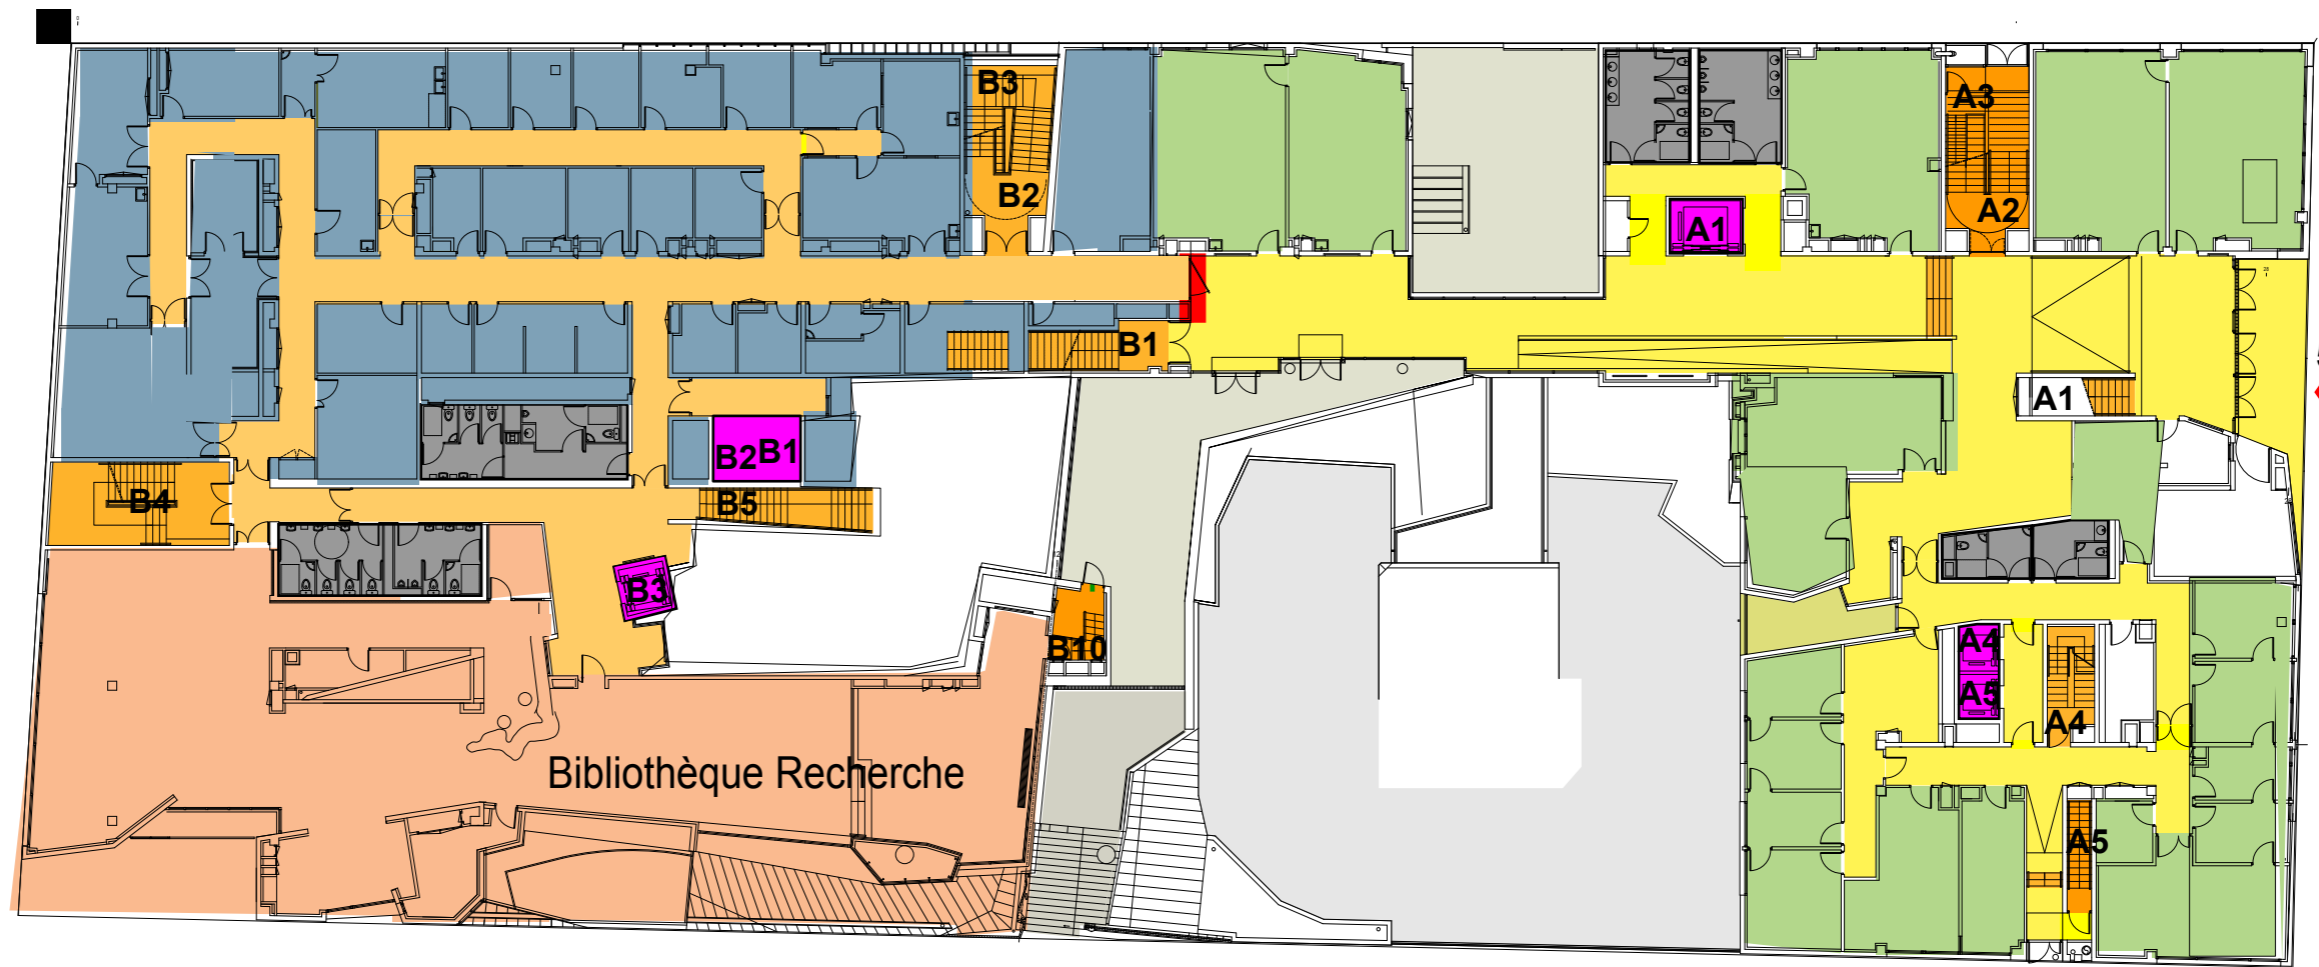 B3
A3
B2
A2
A1
B1
A1
B2B1
B4
B5
B3
B10
A4
A5
A4
Bibliothèque Recherche
A5